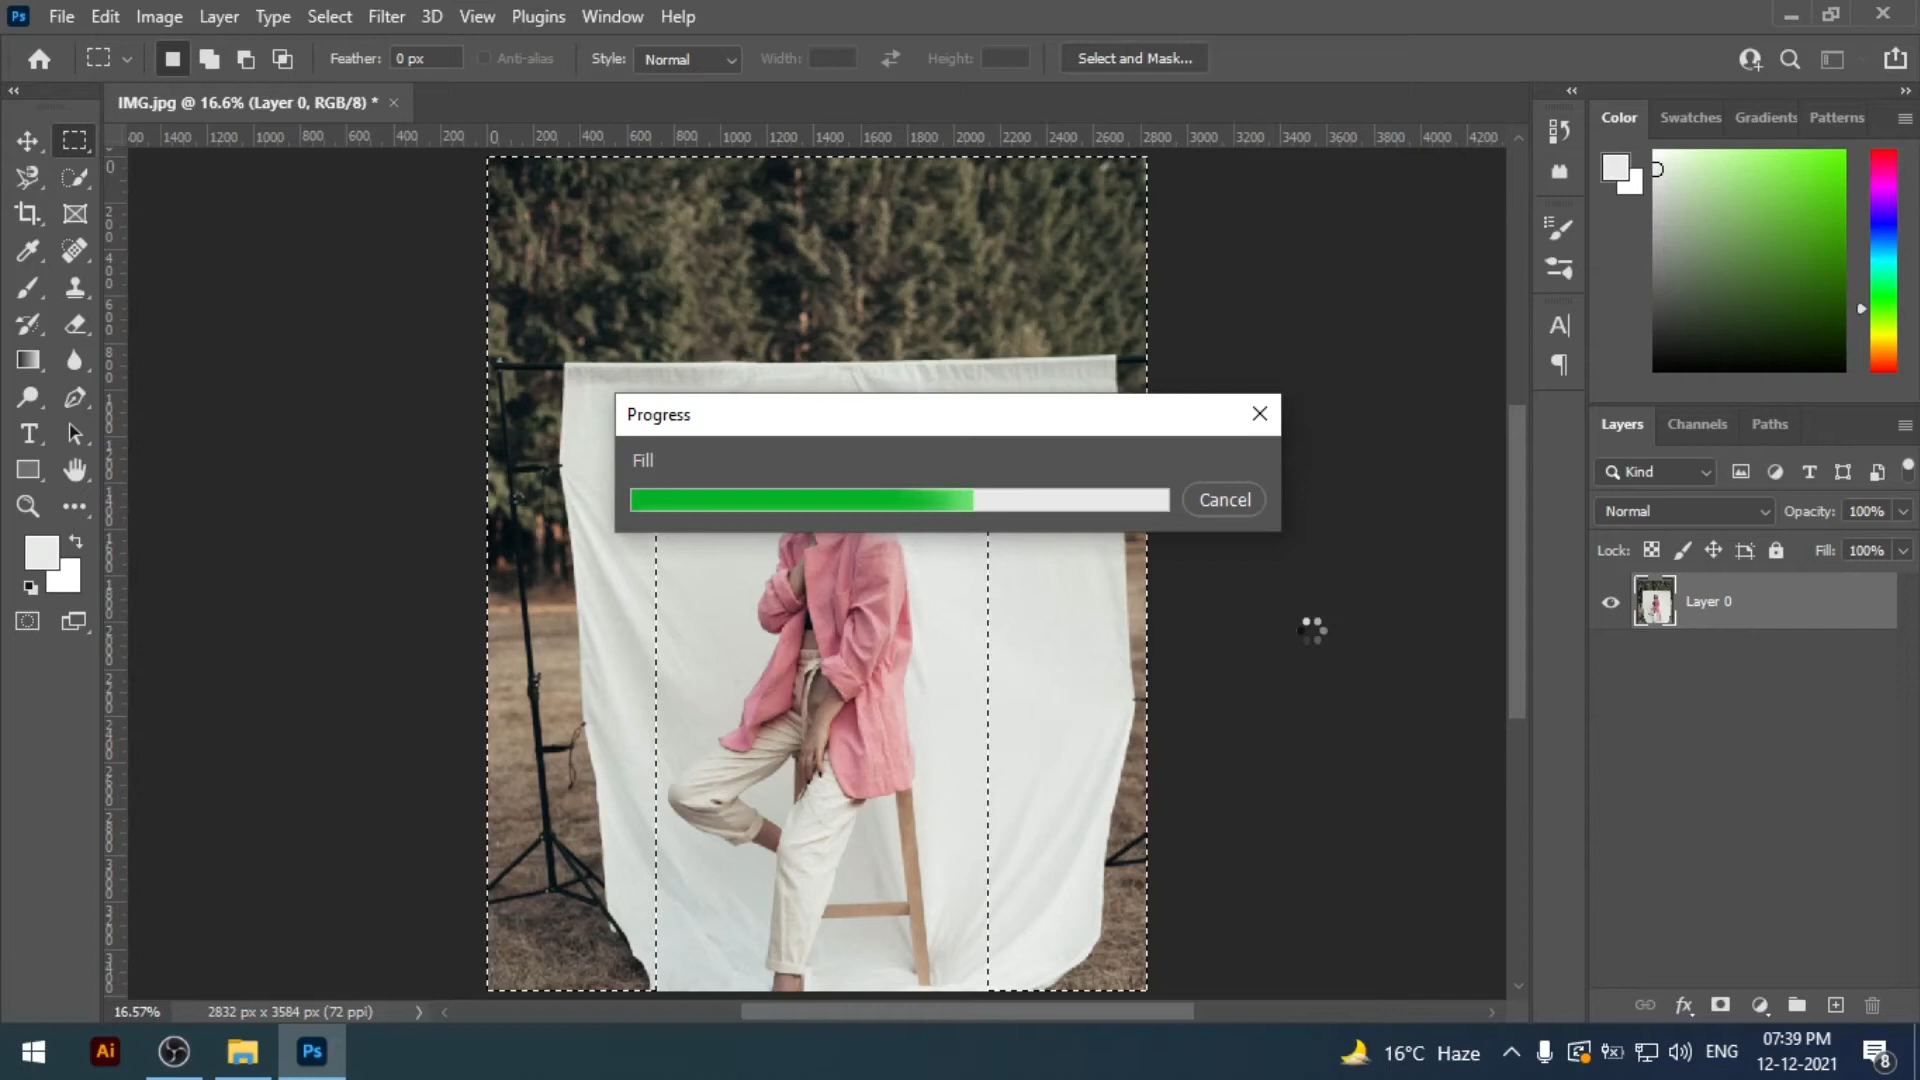 Ps File Edit Image Layer Type Select Filter 3D View Plugins Window Help
Feather: 0 px Anti-alias Style: Normal Width: Height: Select and Mask...
IMG.jpg @ 16.6% (Layer 0, RGB/8) * ×
1400 1200 1000 800 600 400 200 0 200 400 600 800 1000 1200 1400 1600 1800 2000 2200 2400 2600 2800 3000 3200 3400 3600 3800 4000 4200
Color Swatches Gradients Patterns
Progress
Fill
Cancel
Layers Channels Paths
Kind
Normal Opacity: 100%
Lock: Fill: 100%
Layer 0
16.57% 2832 px x 3584 px (72 ppi)
Ai Ps 16°C Haze ENG
07:39 PM
12-12-2021
8